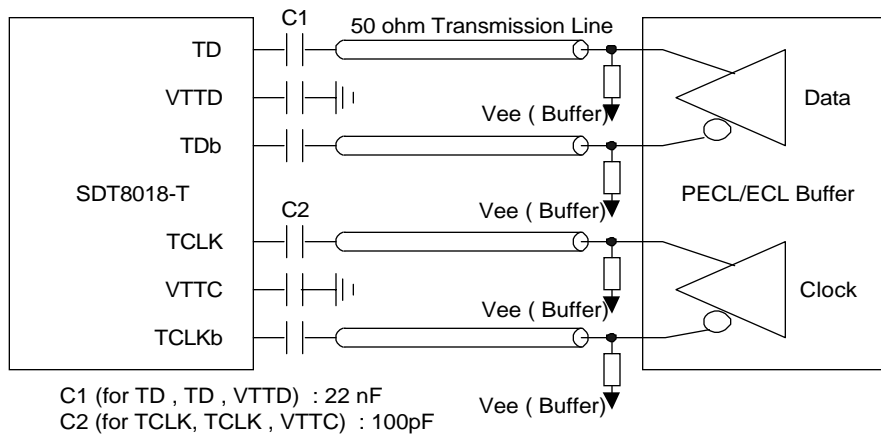 C1
50 ohm Transmission Line
TD
VTTD
Data
Vee ( Buffer)
TDb
SDT8018-T
C2
Vee ( Buffer)
PECL/ECL Buffer
TCLK
VTTC
Clock
Vee ( Buffer)
TCLKb
C1 (for TD , TD , VTTD) : 22 nF
Vee ( Buffer)
C2 (for TCLK, TCLK , VTTC) : 100pF